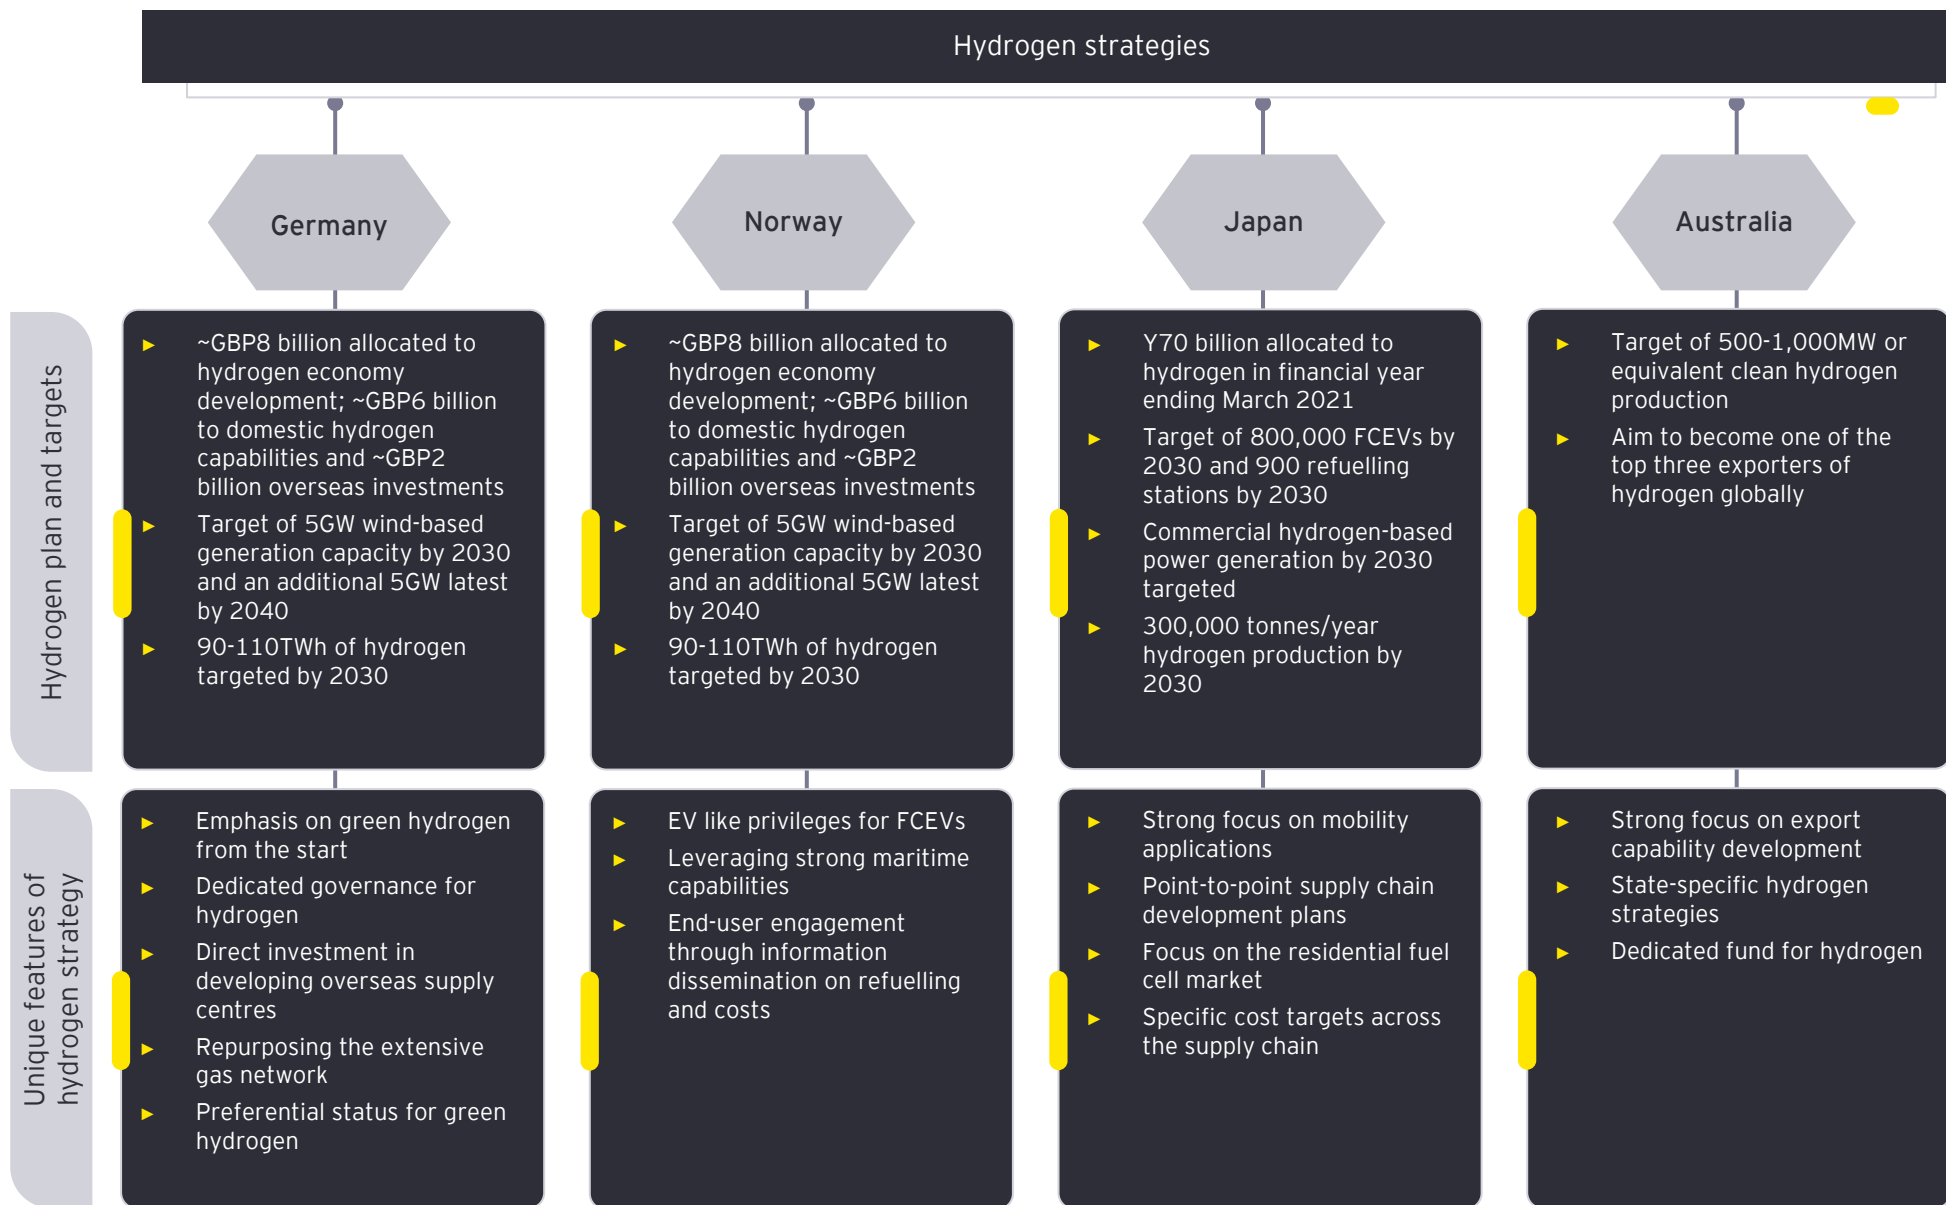 Hydrogen strategies
Germany
Norway
Japan
Australia
Hydrogen plan and targets
► ~GBP8 billion allocated to
hydrogen economy
development; ~GBP6 billion
to domestic hydrogen
capabilities and ~GBP2
billion overseas investments
► Target of 5GW wind-based
generation capacity by 2030
and an additional 5GW latest
by 2040
► 90-110TWh of hydrogen
targeted by 2030
► ~GBP8 billion allocated to
hydrogen economy
development; ~GBP6 billion
to domestic hydrogen
capabilities and ~GBP2
billion overseas investments
► Target of 5GW wind-based
generation capacity by 2030
and an additional 5GW latest
by 2040
► 90-110TWh of hydrogen
targeted by 2030
► Y70 billion allocated to
hydrogen in financial year
ending March 2021
► Target of 800,000 FCEVs by
2030 and 900 refuelling
stations by 2030
► Commercial hydrogen-based
power generation by 2030
targeted
► 300,000 tonnes/year
hydrogen production by
2030
► Target of 500-1,000MW or
equivalent clean hydrogen
production
► Aim to become one of the
top three exporters of
hydrogen globally
Unique features of
hydrogen strategy
► Emphasis on green hydrogen
from the start
► Dedicated governance for
hydrogen
► Direct investment in
developing overseas supply
centres
► Repurposing the extensive
gas network
► Preferential status for green
hydrogen
► EV like privileges for FCEVs
► Leveraging strong maritime
capabilities
► End-user engagement
through information
dissemination on refuelling
and costs
► Strong focus on mobility
applications
► Point-to-point supply chain
development plans
► Focus on the residential fuel
cell market
► Specific cost targets across
the supply chain
► Strong focus on export
capability development
► State-specific hydrogen
strategies
► Dedicated fund for hydrogen